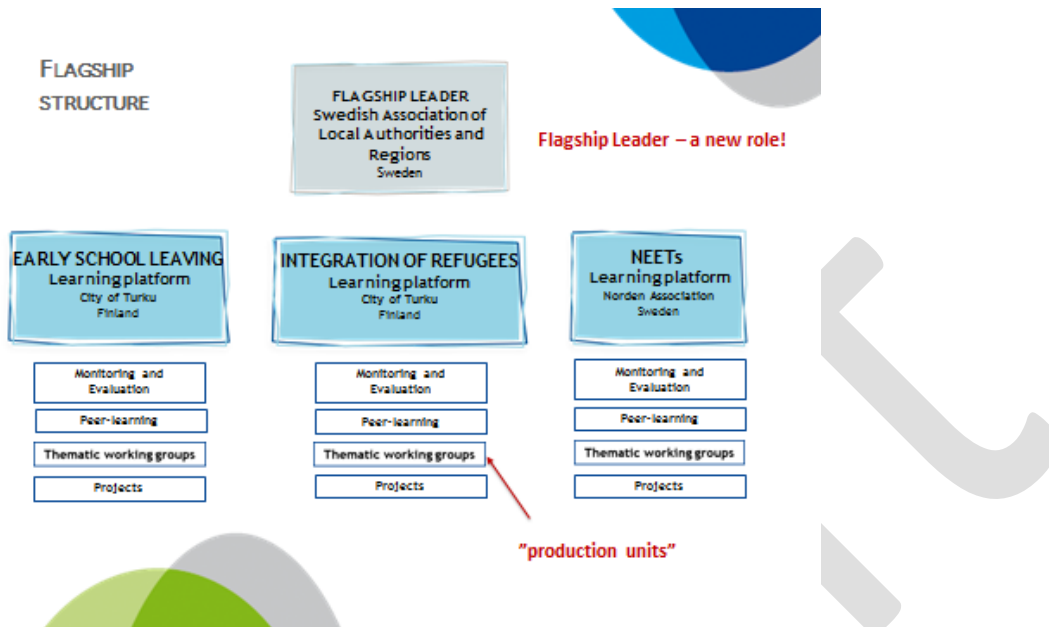 FLAGSHIP
STRUCTURE
FLAGSHIP LEADER
Swedish Association of
Local Authorities and
Regions
Sweden
Flagship Leader – a new role!
EARLY SCHOOL LEAVING
Learning platform
City of Turku
Finland
INTEGRATION OF REFUGEES
Learning platform
City of Turku
Finland
NEETs
Learning platform
Norden Association
Sweden
Monitoring and
Evaluation
Peer-learning
Thematic working groups
Projects
Monitoring and
Evaluation
Peer-learning
Thematic working groups
Projects
Monitoring and
Evaluation
Peer-learning
Thematic working groups
Projects
”production units”